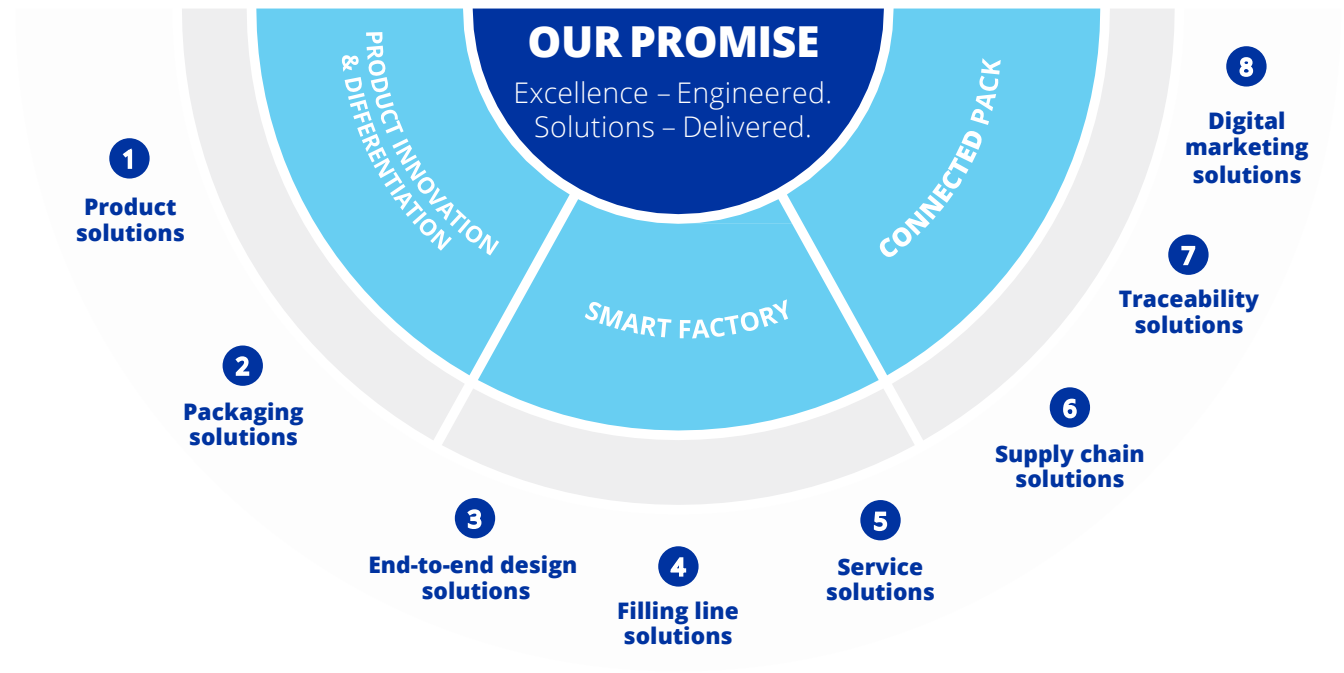 OUR PROMISE
Excellence – Engineered.
Solutions – Delivered.
PRODUCT INNOVATION
& DIFFERENTIATION
SMART FACTORY
CONNECTED PACK
1
Product
solutions
2
Packaging
solutions
3
End-to-end design
solutions
4
Filling line
solutions
5
Service
solutions
6
Supply chain
solutions
7
Traceability
solutions
8
Digital
marketing
solutions